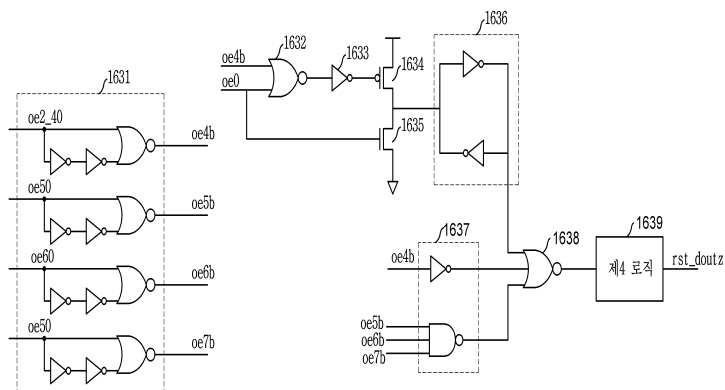 1631
oe2_40
oe4b
oe50
oe5b
oe60
oe6b
oe50
oe7b
oe4b
oe0
1632
1633
1634
1635
1636
1637
oe4b
oe5b
oe6b
oe7b
1638
1639
제4 로직
rst_doutz